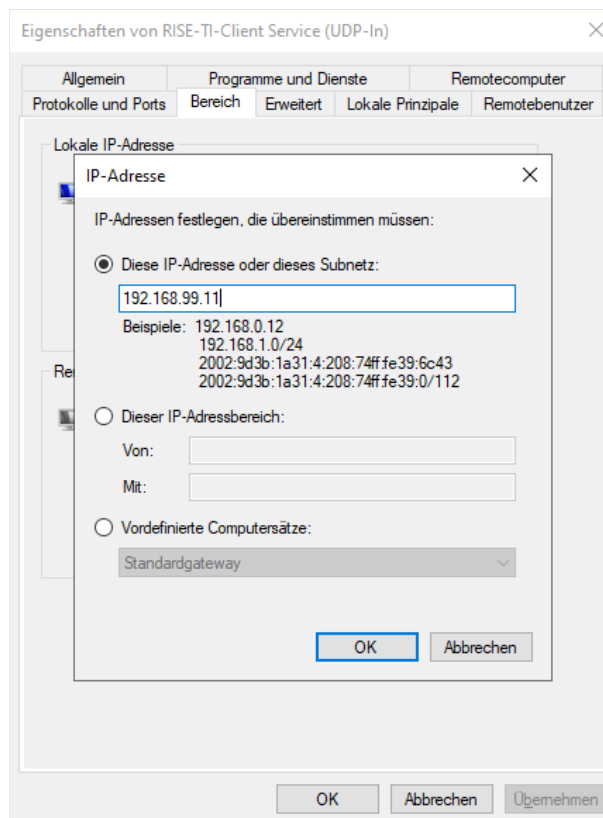 Eigenschaften von RISE-TI-Client Service (UDP-In)
Allgemein Programme und Dienste Remotecomputer
Protokolle und Ports Bereich Erweitert Lokale Prinzipale Remotebenutzer
Lokale IP-Adresse
IP-Adresse
IP-Adressen festlegen, die übereinstimmen müssen:
Diese IP-Adresse oder dieses Subnetz:
192.168.99.11
Beispiele: 192.168.0.12
192.168.1.0/24
2002:9d3b:1a31:4:208:74ff:fe39:6c43
2002:9d3b:1a31:4:208:74ff:fe39:0/112
Re
Dieser IP-Adressbereich:
Von:
Mit:
Vordefinierte Computersätze:
Standardgateway
OK Abbrechen
OK Abbrechen Übernehmen